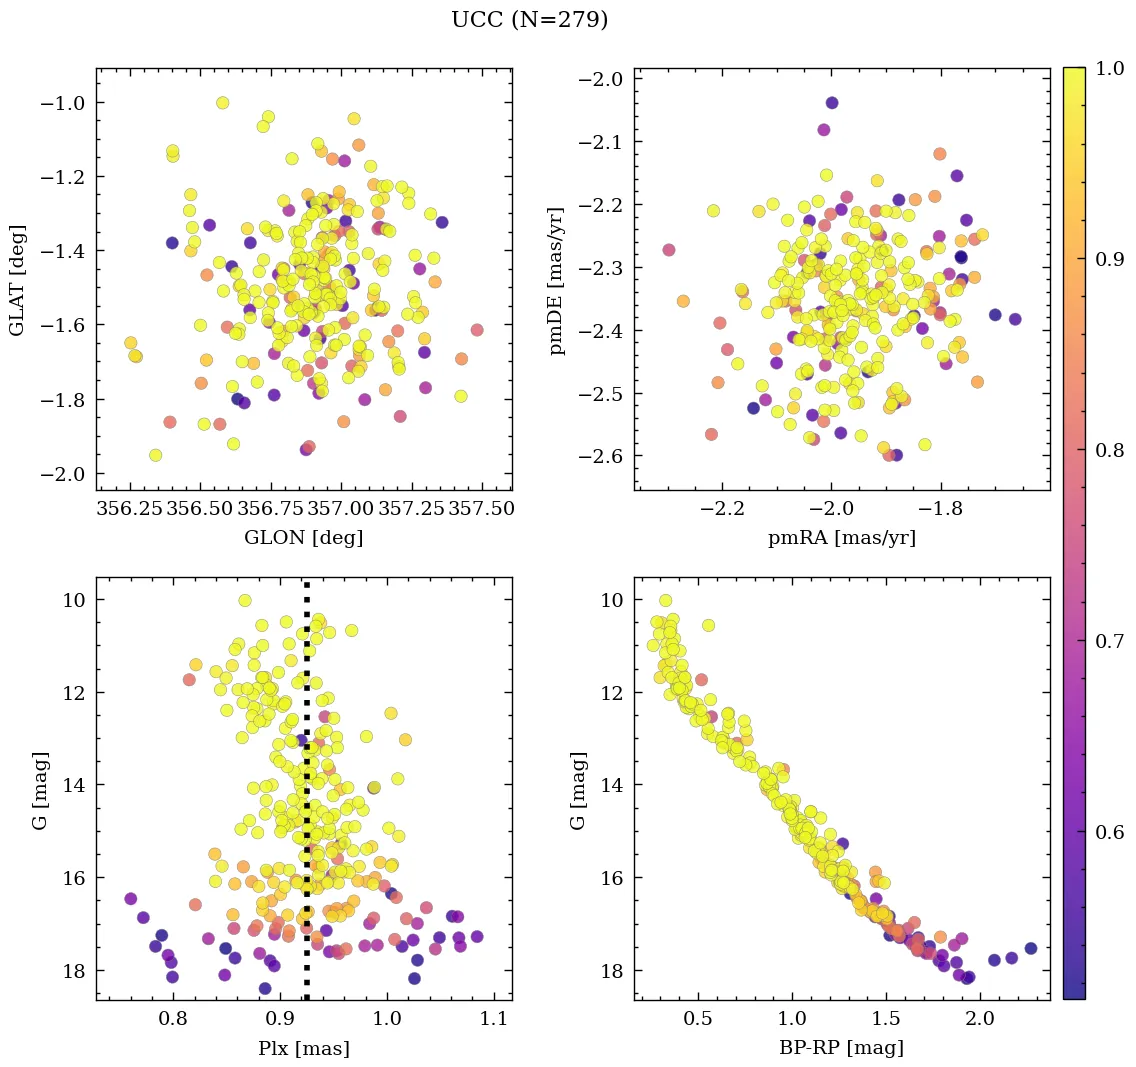 UCC (N=279)
−1.0
−1.2
−1.4
−1.6
−1.8
−2.0
GLAT [deg]
356.25 356.50 356.75 357.00 357.25 357.50
GLON [deg]
−2.0
−2.1
−2.2
−2.3
−2.4
−2.5
−2.6
pmDE [mas/yr]
−2.2 −2.0 −1.8
pmRA [mas/yr]
1.0
0.9
0.8
0.7
0.6
10
12
14
16
18
G [mag]
0.8 0.9 1.0 1.1
Plx [mas]
10
12
14
16
18
G [mag]
0.5 1.0 1.5 2.0
BP-RP [mag]